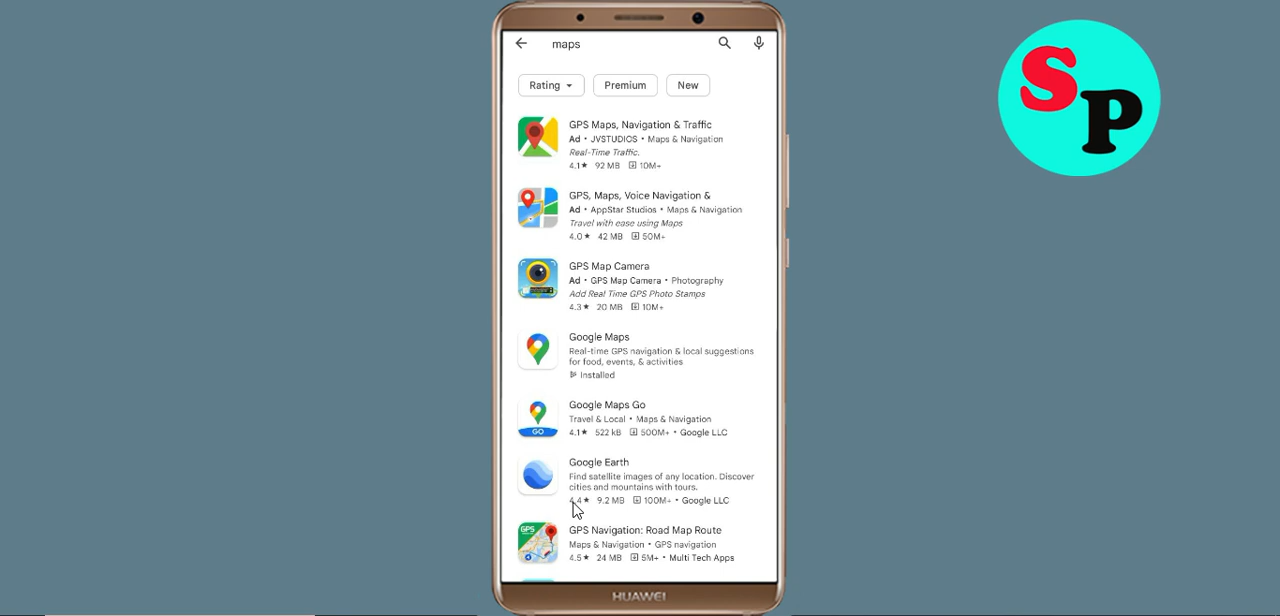 maps
Rating
Premium
New
GPS Maps, Navigation & Traffic
Ad • JVSTUDIOS • Maps & Navigation
Real-Time Traffic.
4.1★ 92 MB 10M+
GPS, Maps, Voice Navigation &
Ad • AppStar Studios • Maps & Navigation
Travel with ease using Maps
4.0★ 42 MB 50M+
GPS Map Camera
Ad • GPS Map Camera • Photography
Add Real Time GPS Photo Stamps
4.3★ 20 MB 10M+
Google Maps
Real-time GPS navigation & local suggestions
for food, events, & activities
Installed
Google Maps Go
Travel & Local • Maps & Navigation
4.1★ 522 kB 500M+ • Google LLC
GO
Google Earth
Find satellite images of any location. Discover
cities and mountains with tours.
4.4★ 9.2 MB 100M+ • Google LLC
GPS
GPS Navigation: Road Map Route
Maps & Navigation • GPS navigation
4.5★ 24 MB 5M+ • Multi Tech Apps
HUAWEI
SP